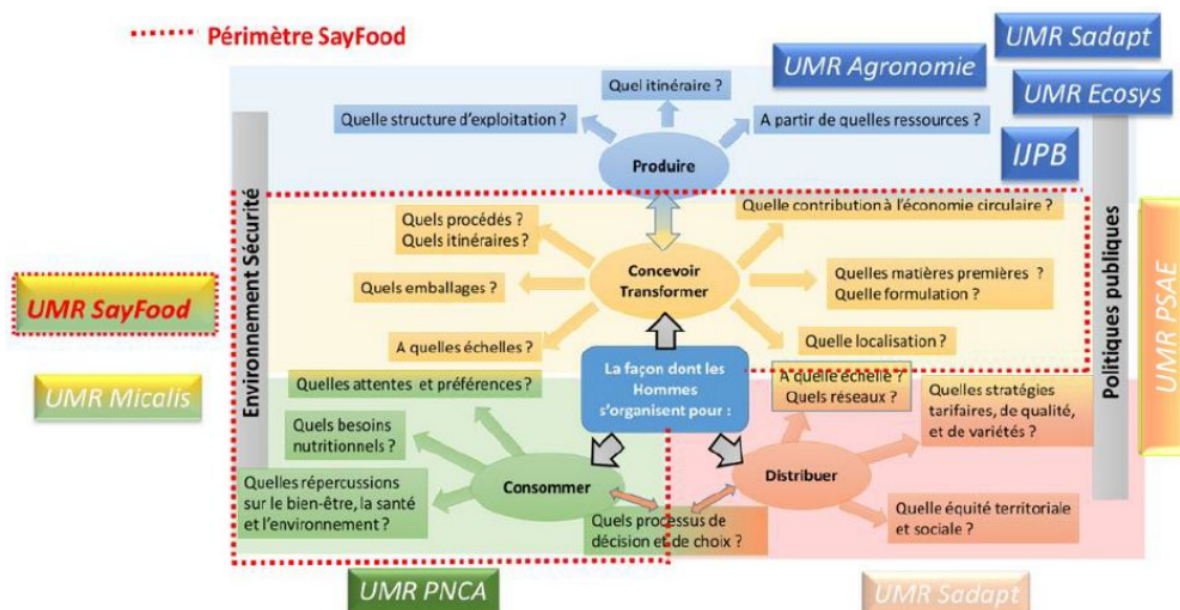 Périmètre SayFood
UMR Sadapt
UMR Agronomie
UMR Ecosys
IJPB
Quel itinéraire ?
Quelle structure d'exploitation ?
A partir de quelles ressources ?
Produire
Environnement Sécurité
Politiques publiques
Quels procédés ?
Quels itinéraires ?
Quelle contribution à l'économie circulaire ?
Concevoir
Transformer
Quels emballages ?
Quelles matières premières ?
Quelle formulation ?
A quelles échelles ?
Quelle localisation ?
UMR SayFood
UMR Micalis
UMR PSAE
La façon dont les
Hommes
s'organisent pour :
Quelles attentes et préférences ?
A quelle échelle ?
Quels réseaux ?
Quelles stratégies
tarifaires, de qualité,
et de variétés ?
Quels besoins
nutritionnels ?
Consommer
Distribuer
Quelles répercussions
sur le bien-être, la santé
et l'environnement ?
Quels processus de
décision et de choix ?
Quelle équité territoriale
et sociale ?
UMR PNCA
UMR Sadapt